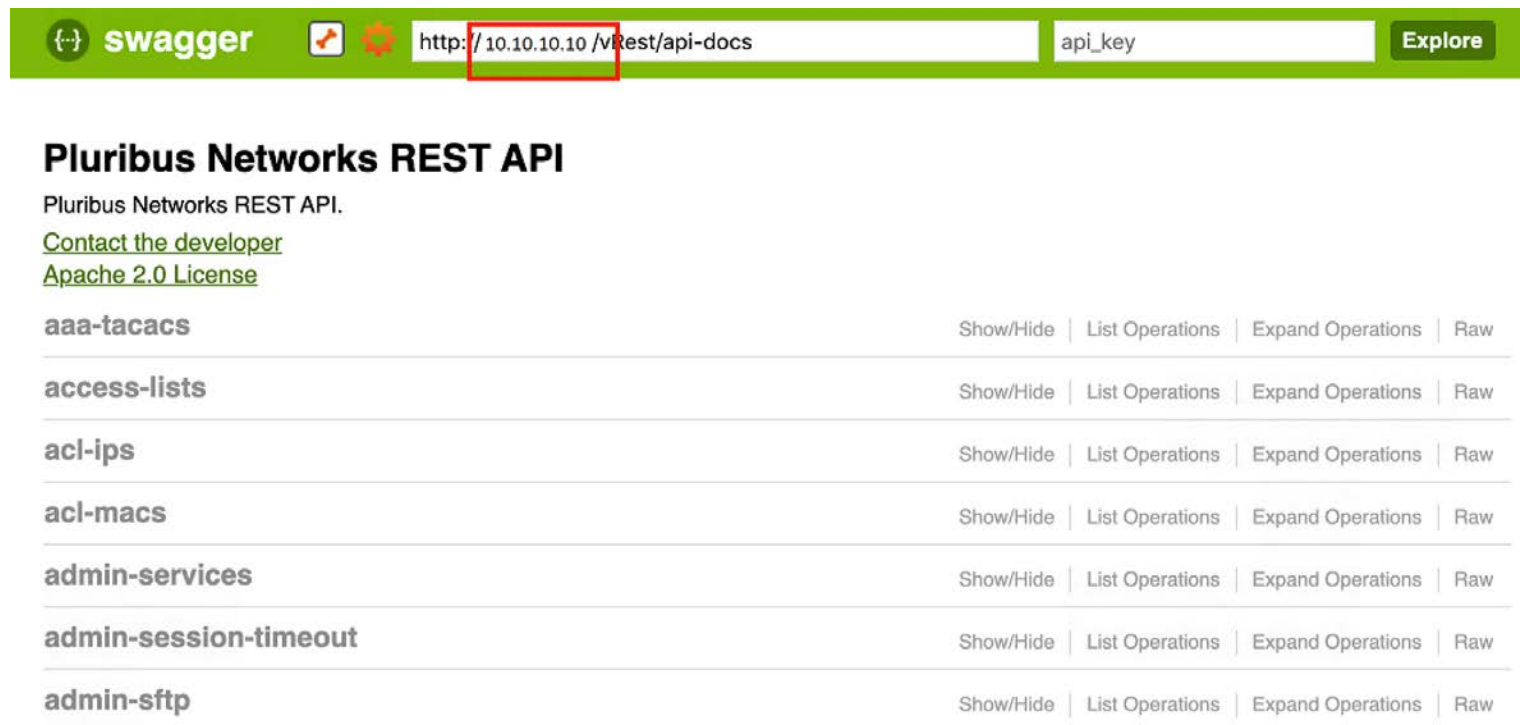 {···} swagger http:// 10.10.10.10 /vRest/api-docs api_key Explore
Pluribus Networks REST API
Pluribus Networks REST API.
Contact the developer
Apache 2.0 License
aaa-tacacs Show/Hide List Operations Expand Operations Raw
access-lists Show/Hide List Operations Expand Operations Raw
acl-ips Show/Hide List Operations Expand Operations Raw
acl-macs Show/Hide List Operations Expand Operations Raw
admin-services Show/Hide List Operations Expand Operations Raw
admin-session-timeout Show/Hide List Operations Expand Operations Raw
admin-sftp Show/Hide List Operations Expand Operations Raw